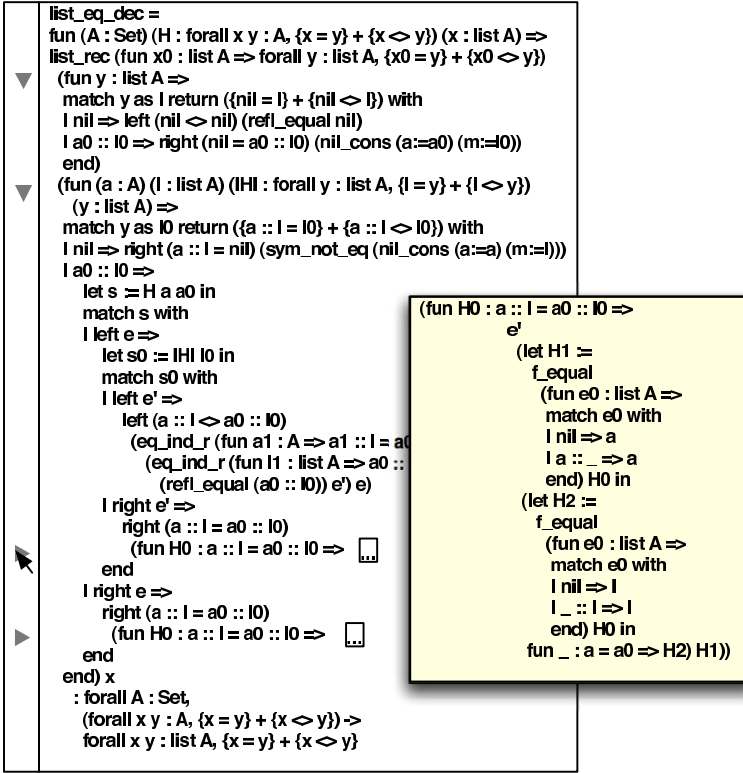 list_eq_dec =
fun (A : Set) (H : forall x y : A, {x = y} + {x <> y}) (x : list A) =>
list_rec (fun x0 : list A => forall y : list A, {x0 = y} + {x0 <> y})
(fun y : list A =>
match y as l return ({nil = l} + {nil <> l}) with
| nil => left (nil <> nil) (refl_equal nil)
| a0 :: l0 => right (nil = a0 :: l0) (nil_cons (a:=a0) (m:=l0))
end)
(fun (a : A) (l : list A) (IHl : forall y : list A, {l = y} + {l <> y})
(y : list A) =>
match y as l0 return ({a :: l = l0} + {a :: l <> l0}) with
| nil => right (a :: l = nil) (sym_not_eq (nil_cons (a:=a) (m:=l)))
| a0 :: l0 =>
let s := H a a0 in
match s with
| left e =>
let s0 := IHl l0 in
match s0 with
| left e' =>
left (a :: l <> a0 :: l0)
(eq_ind_r (fun a1 : A => a1 :: l = a0
(eq_ind_r (fun l1 : list A => a0 ::
(refl_equal (a0 :: l0)) e') e)
| right e' =>
right (a :: l = a0 :: l0)
(fun H0 : a :: l = a0 :: l0 => ...
end
| right e =>
right (a :: l = a0 :: l0)
(fun H0 : a :: l = a0 :: l0 => ...
end
end) x
: forall A : Set,
(forall x y : A, {x = y} + {x <> y}) ->
forall x y : list A, {x = y} + {x <> y}
(fun H0 : a :: l = a0 :: l0 =>
e'
(let H1 :=
f_equal
(fun e0 : list A =>
match e0 with
| nil => a
| a :: _ => a
end) H0 in
(let H2 :=
f_equal
(fun e0 : list A =>
match e0 with
| nil => l
| _ :: l => l
end) H0 in
fun _ : a = a0 => H2) H1))